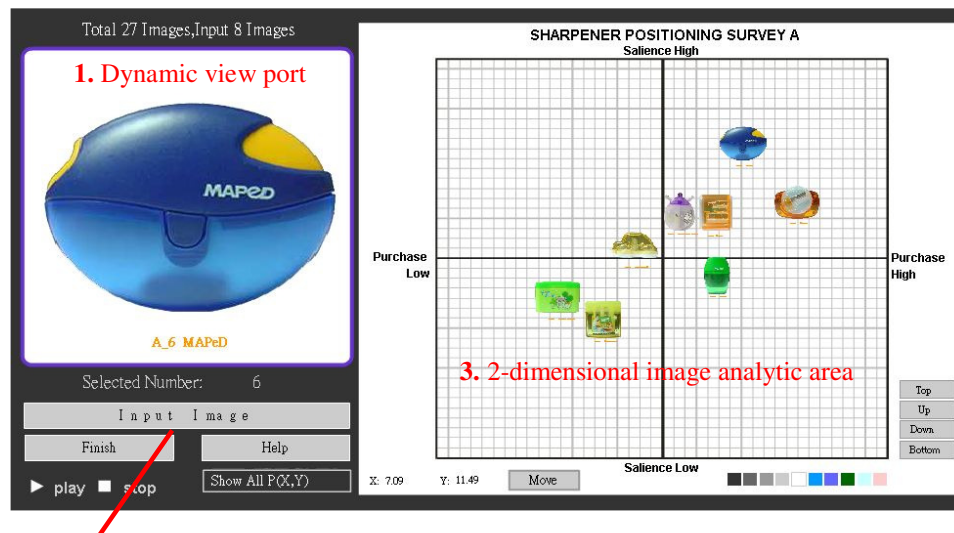 Total 27 Images,Input 8 Images
1. Dynamic view port
MAPeD
A_6 MAPeD
Selected Number: 6
Input Image
Finish
Help
play
stop
Show All P(X,Y)
SHARPENER POSITIONING SURVEY A
Salience High
Purchase
Low
Purchase
High
3. 2-dimensional image analytic area
Salience Low
X: 7.09 Y: 11.49
Move
Top
Up
Down
Bottom